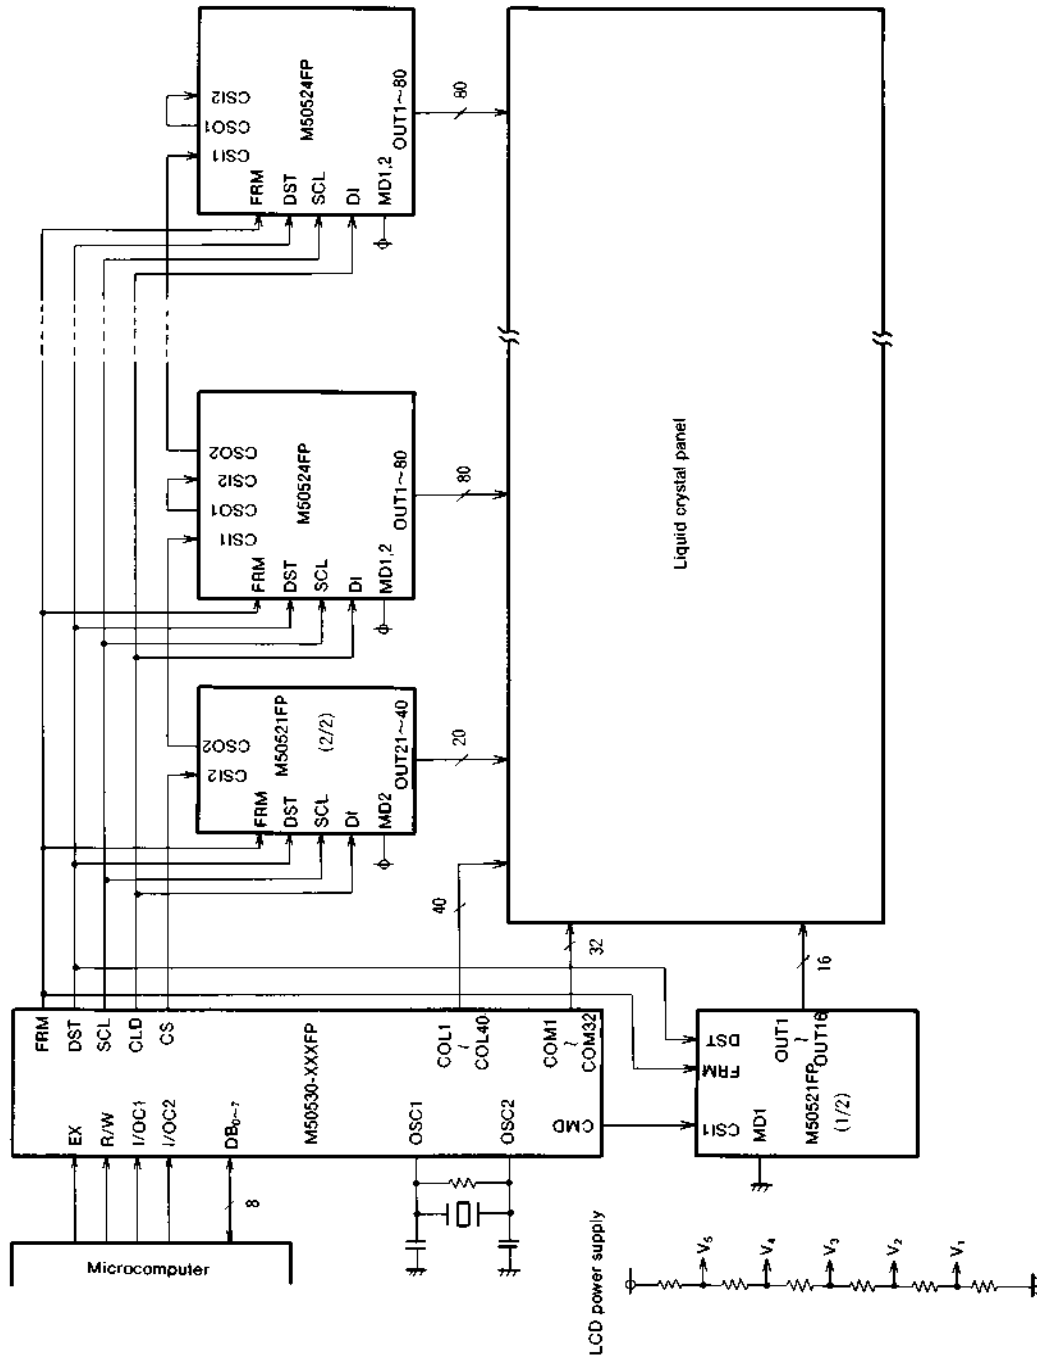 Microcomputer
EX
R/W
I/OC1
I/OC2
DB0~7
8
M50530-XXXFP
OSC1
OSC2
FRM
DST
SCL
CLD
CS
COL1
~
COL40
COM1
~
COM32
CMD
40
32
M50521FP
(2/2)
CSI2
CSO2
FRM
DST
SCL
DI
MD2
OUT21~40
20
M50524FP
CSI1
CSO1
CSI2
CSO2
FRM
DST
SCL
DI
MD1,2
OUT1~80
80
M50524FP
CSI1
CSO1
CSI2
FRM
DST
SCL
DI
MD1,2
OUT1~80
80
Liquid crystal panel
CSI1
FRM
DST
MD1
M50521FP
(1/2)
OUT1
~
OUT16
16
LCD power supply
V5
V4
V3
V2
V1